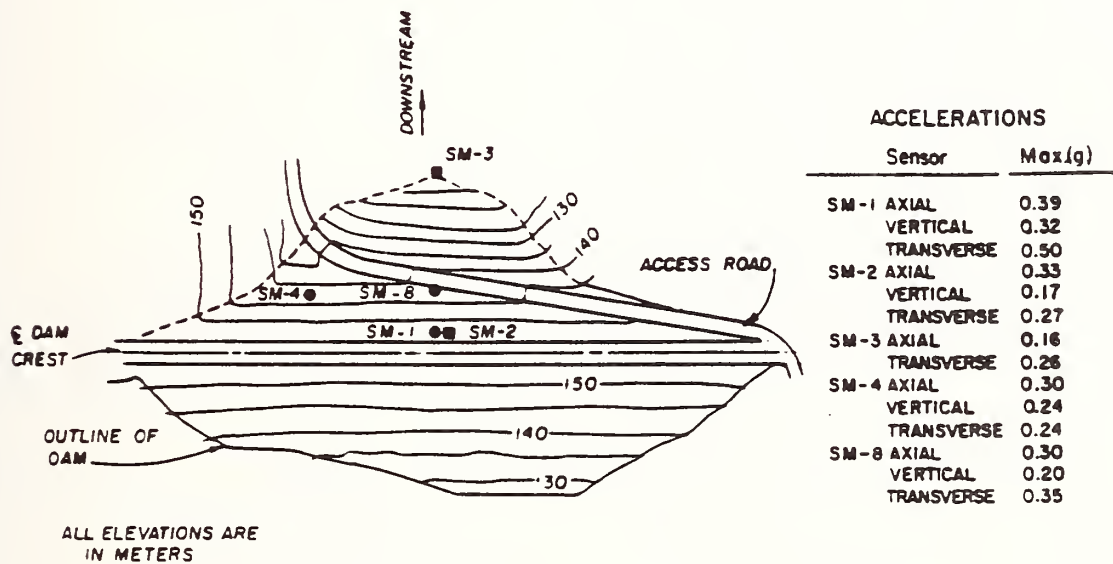 DOWNSTREAM
SM-3
150
130
140
ACCESS ROAD
SM-4
SM-8
SM-1
SM-2
℄ DAM
CREST
150
140
130
OUTLINE OF
DAM
ALL ELEVATIONS ARE
IN METERS
ACCELERATIONS
Sensor Max.(g)
SM-1 AXIAL 0.39
VERTICAL 0.32
TRANSVERSE 0.50
SM-2 AXIAL 0.33
VERTICAL 0.17
TRANSVERSE 0.27
SM-3 AXIAL 0.16
TRANSVERSE 0.26
SM-4 AXIAL 0.30
VERTICAL 0.24
TRANSVERSE 0.24
SM-8 AXIAL 0.30
VERTICAL 0.20
TRANSVERSE 0.35